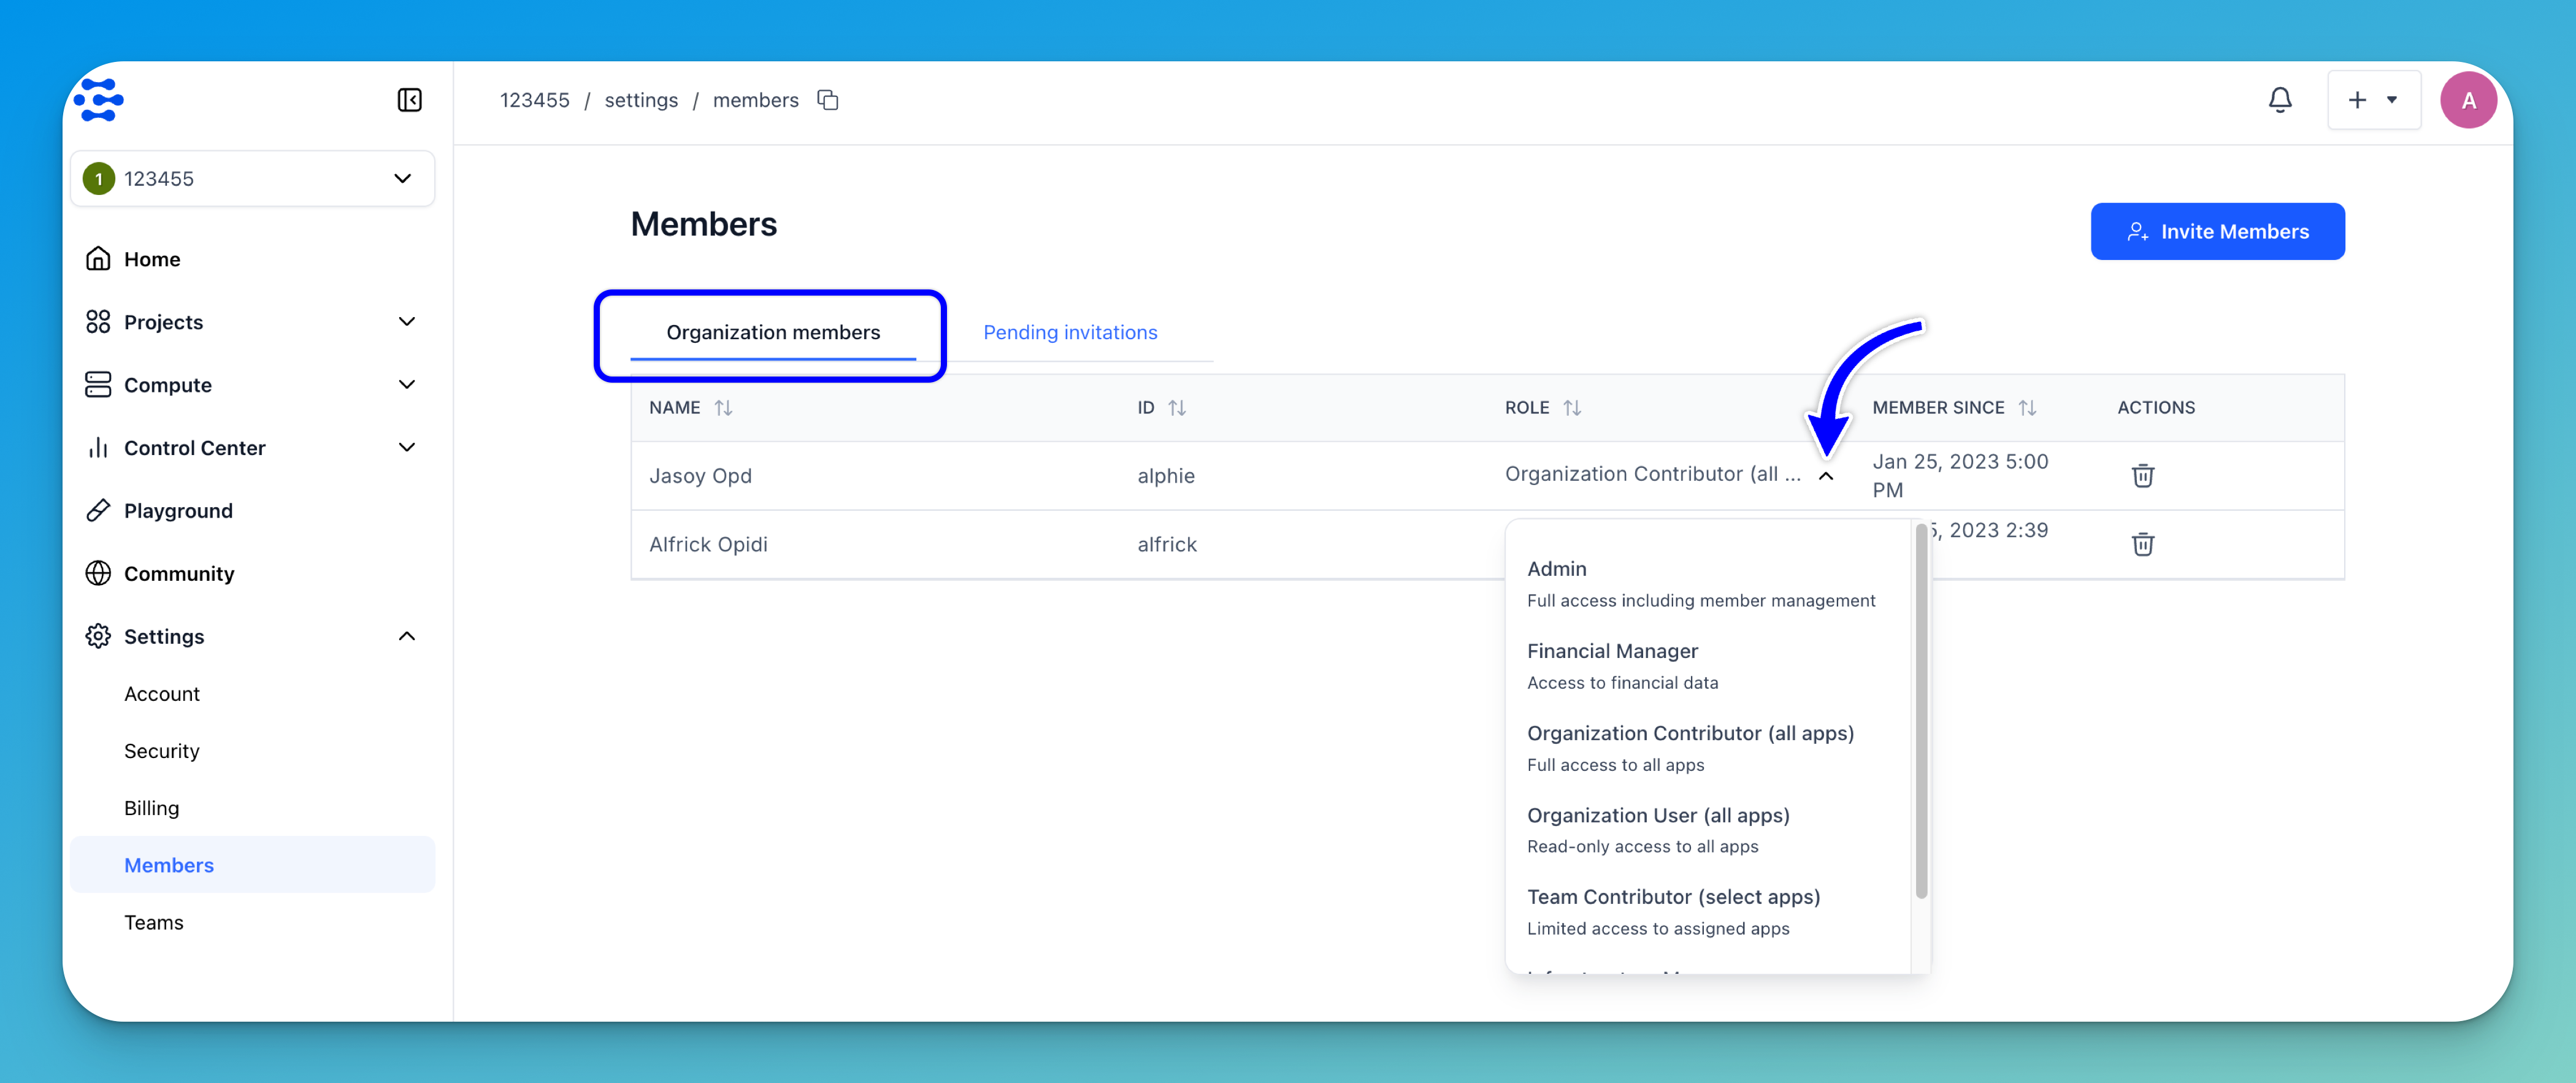 123455 / settings / members
A
1 123455
Home
Projects
Compute
Control Center
Playground
Community
Settings
Account
Security
Billing
Members
Teams
Members
Invite Members
Organization members
Pending invitations
NAME ID ROLE MEMBER SINCE ACTIONS
Jasoy Opd alphie Organization Contributor (all ... Jan 25, 2023 5:00
PM
Alfrick Opidi alfrick 5, 2023 2:39
Admin
Full access including member management
Financial Manager
Access to financial data
Organization Contributor (all apps)
Full access to all apps
Organization User (all apps)
Read-only access to all apps
Team Contributor (select apps)
Limited access to assigned apps